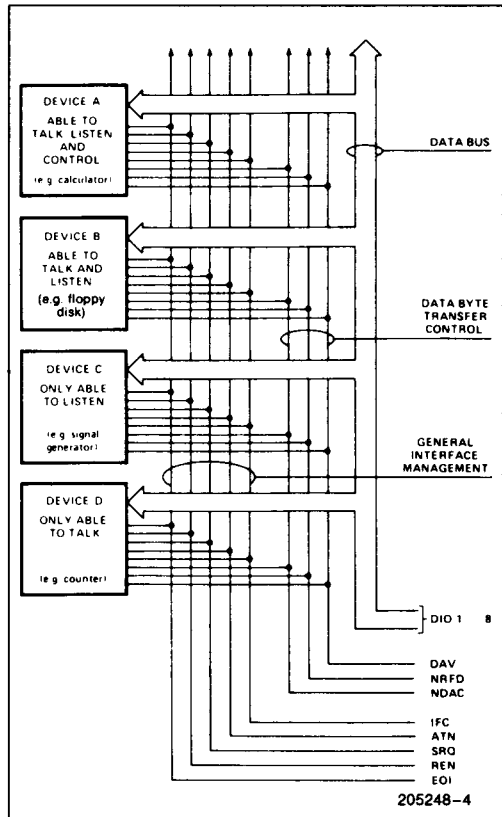 DEVICE A
ABLE TO
TALK LISTEN
AND
CONTROL
(e.g. calculator)
DATA BUS
DEVICE B
ABLE TO
TALK AND
LISTEN
(e.g. floppy
disk)
DATA BYTE
TRANSFER
CONTROL
DEVICE C
ONLY ABLE
TO LISTEN
(e.g. signal
generator)
GENERAL
INTERFACE
MANAGEMENT
DEVICE D
ONLY ABLE
TO TALK
(e.g. counter)
DIO 1 8
DAV
NRFD
NDAC
IFC
ATN
SRQ
REN
EOI
205248-4